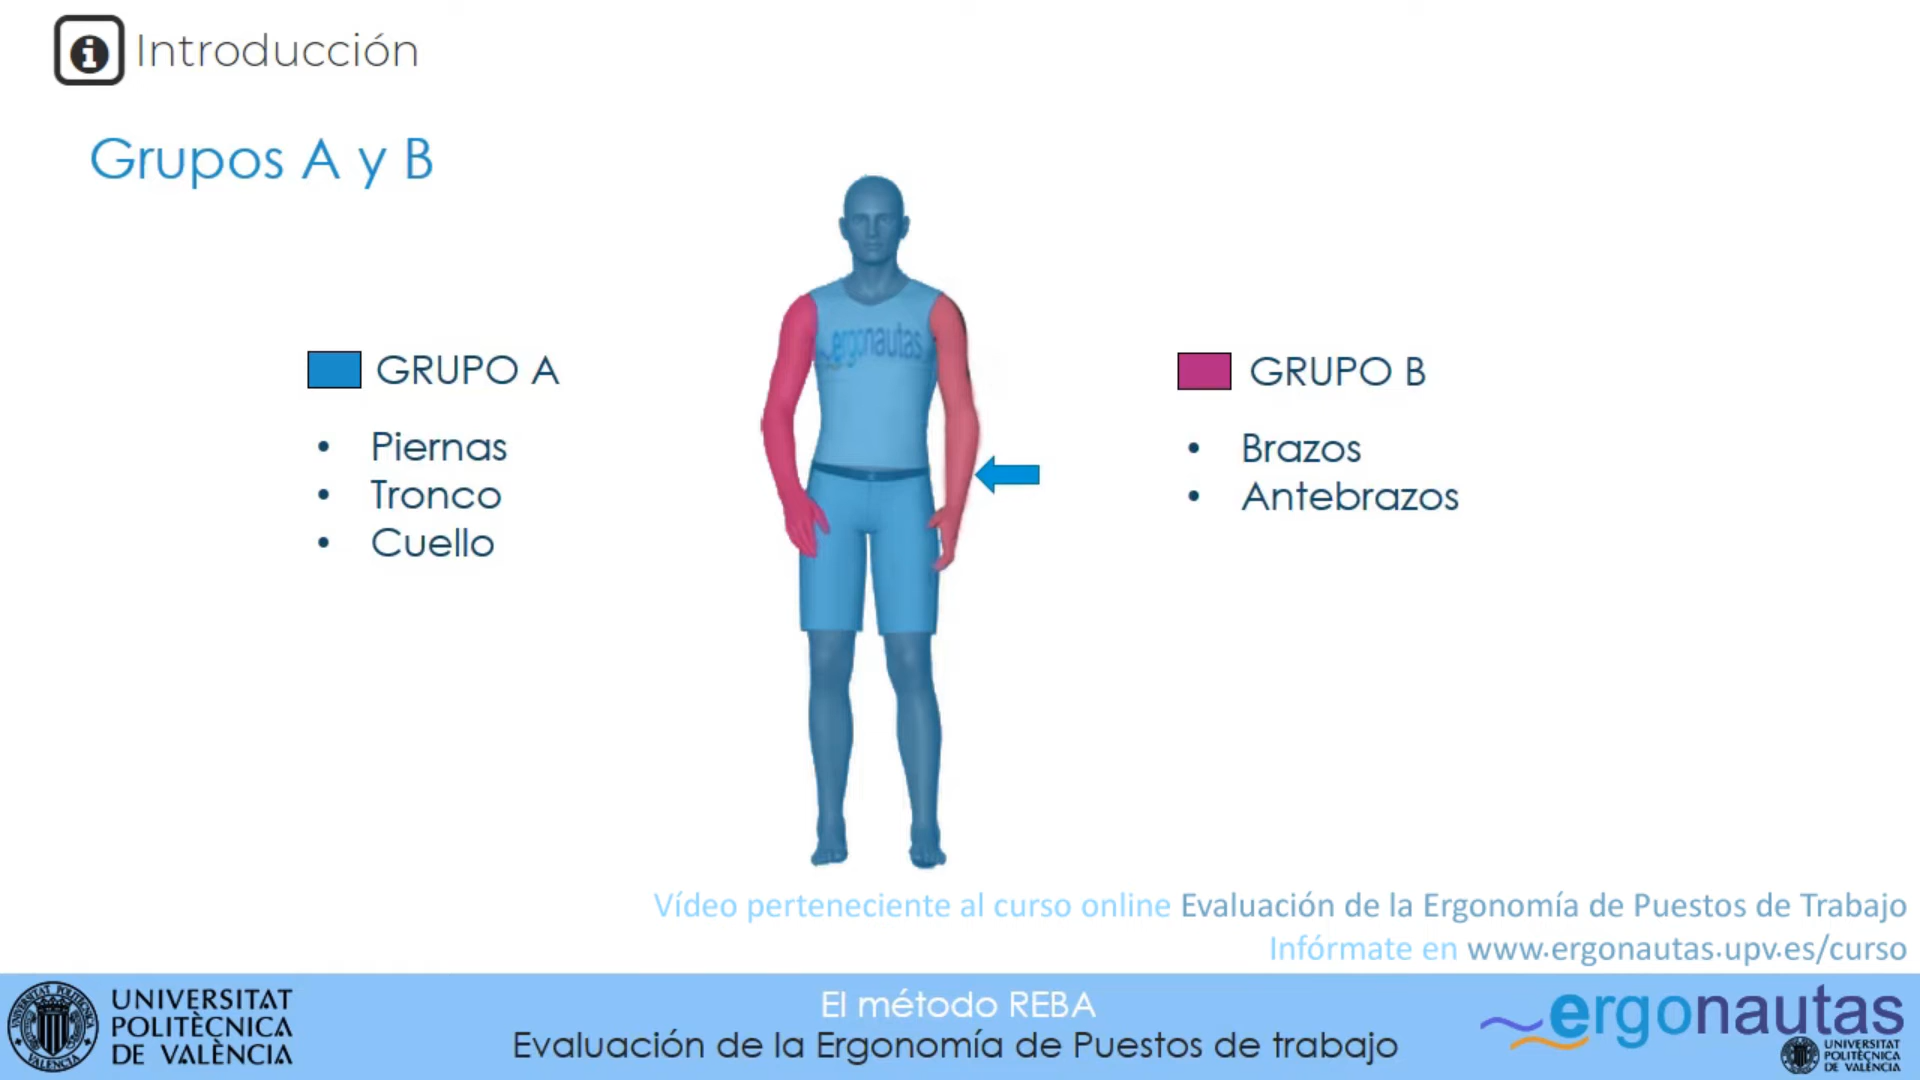 Introducción
Grupos A y B
ergonautas
GRUPO A
• Piernas
• Tronco
• Cuello
GRUPO B
• Brazos
• Antebrazos
Vídeo perteneciente al curso online Evaluación de la Ergonomía de Puestos de Trabajo
Infórmate en www.ergonautas.upv.es/curso
UNIVERSITAT
POLITÈCNICA
DE VALÈNCIA
El método REBA
Evaluación de la Ergonomía de Puestos de trabajo
ergonautas
UNIVERSITAT
POLITÈCNICA
DE VALÈNCIA